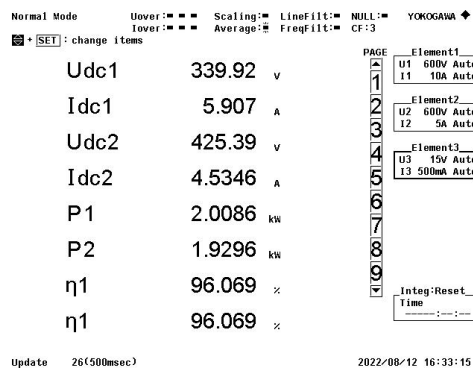 Normal Mode Uover: Scaling: LineFilt: NULL: YOKOGAWA
Iover: Average: FreqFilt: CF:3
+ SET : change items
PAGE
Udc1 339.92 V
Idc1 5.907 A
Udc2 425.39 V
Idc2 4.5346 A
P1 2.0086 kW
P2 1.9296 kW
η1 96.069 %
η1 96.069 %
1
2
3
4
5
6
7
8
9
Element1
U1 600V Auto
I1 10A Auto
Element2
U2 600V Auto
I2 5A Auto
Element3
U3 15V Auto
I3 500mA Auto
Integ:Reset
Time
-----:--:--
Update 26(500msec) 2022/08/12 16:33:15